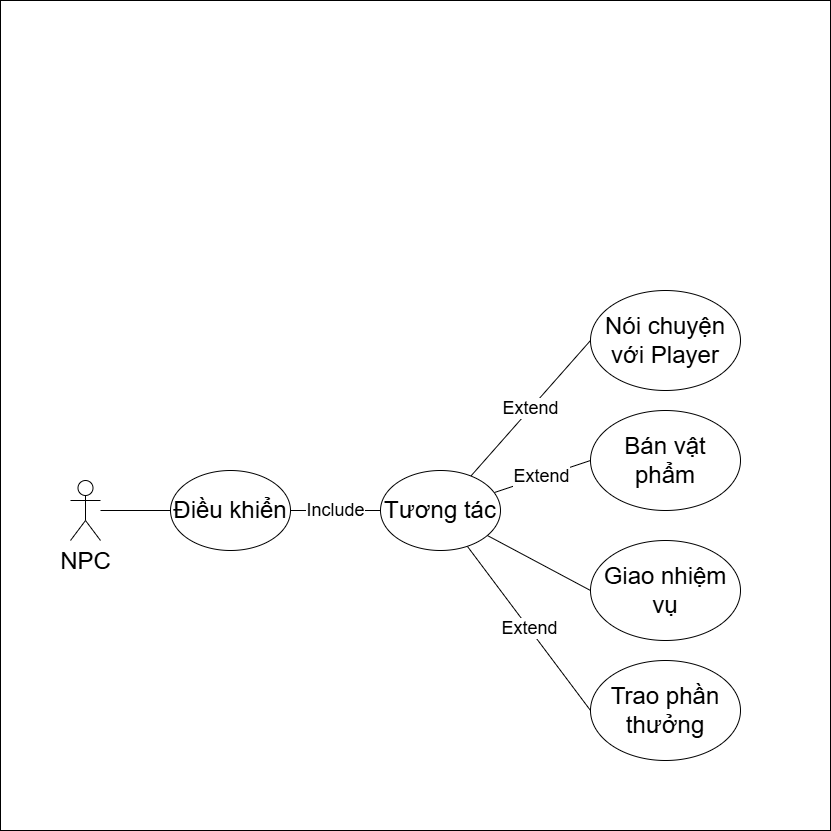 Nói chuyện
với Player
Extend
Bán vật
phẩm
Extend
NPC
Điều khiển
Include
Tương tác
Giao nhiệm
vụ
Extend
Trao phần
thưởng